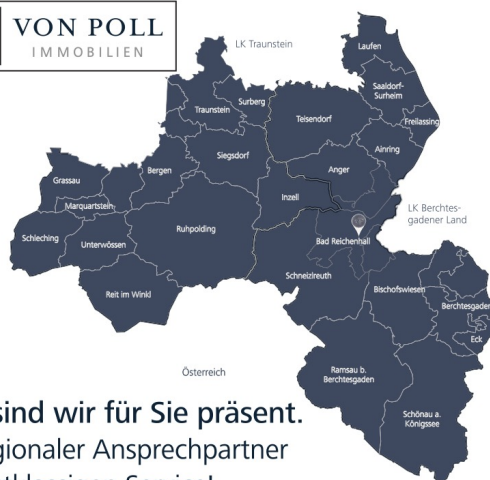 VON POLL
IMMOBILIEN
LK Traunstein
Laufen
Saaldorf-
Surheim
Surberg
Traunstein
Teisendorf
Freilassing
Siegsdorf
Ainring
Bergen
Anger
Grassau
Inzell
Marquartstein
LK Berchtes-
gadener Land
Ruhpolding
Schleching
Unterwössen
Bad Reichenhall
Schneizlreuth
Bischofswiesen
Reit im Winkl
Berchtesgaden
Eck
Österreich
Ramsau b.
Berchtesgaden
Schönau a.
Königssee
sind wir für Sie präsent.
gionaler Ansprechpartner